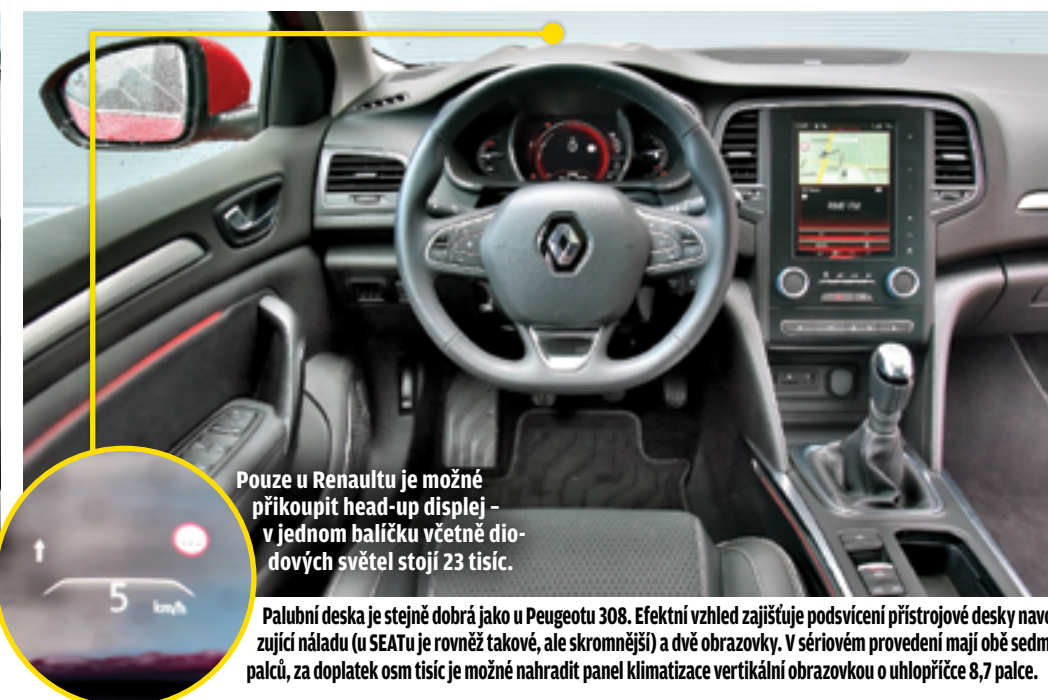 Pouze u Renaultu je možné
přikoupit head-up displej –
v jednom balíčku včetně dio-
dových světel stojí 23 tisíc.
5 km/h
Palubní deska je stejně dobrá jako u Peugeotu 308. Efektní vzhled zajišťuje podsvícení přístrojové desky navo
zující náladu (u SEATu je rovněž takové, ale skromnější) a dvě obrazovky. V sériovém provedení mají obě sedm
palců, za doplatek osm tisíc je možné nahradit panel klimatizace vertikální obrazovkou o uhlopříčce 8,7 palce.